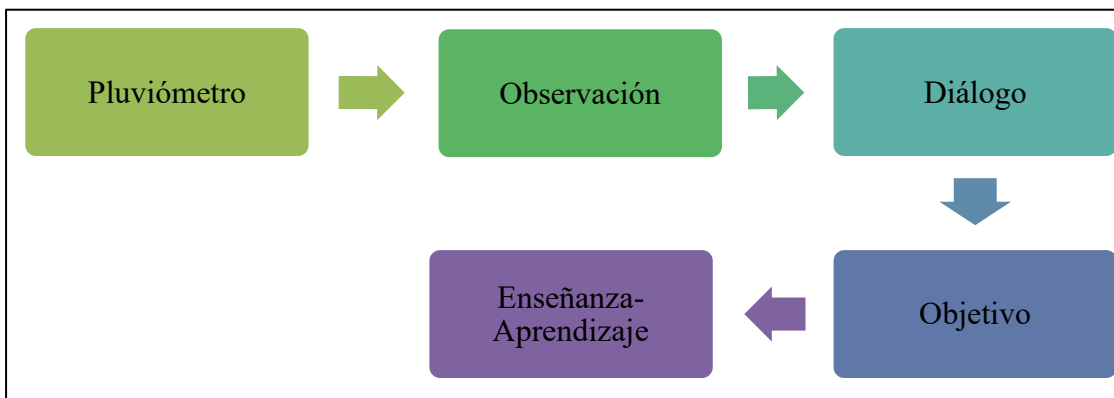 Pluviómetro
Observación
Diálogo
Objetivo
Enseñanza-
Aprendizaje